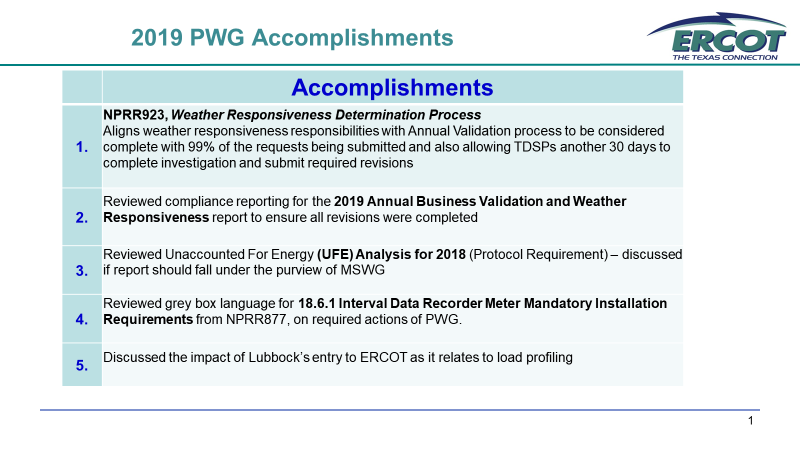 2019 PWG Accomplishments
ERCOT
THE TEXAS CONNECTION
Accomplishments
1.
NPRR923, Weather Responsiveness Determination Process
Aligns weather responsiveness responsibilities with Annual Validation process to be considered
complete with 99% of the requests being submitted and also allowing TDSPs another 30 days to
complete investigation and submit required revisions
2.
Reviewed compliance reporting for the 2019 Annual Business Validation and Weather
Responsiveness report to ensure all revisions were completed
3.
Reviewed Unaccounted For Energy (UFE) Analysis for 2018 (Protocol Requirement) – discussed
if report should fall under the purview of MSWG
4.
Reviewed grey box language for 18.6.1 Interval Data Recorder Meter Mandatory Installation
Requirements from NPRR877, on required actions of PWG.
5.
Discussed the impact of Lubbock’s entry to ERCOT as it relates to load profiling
1